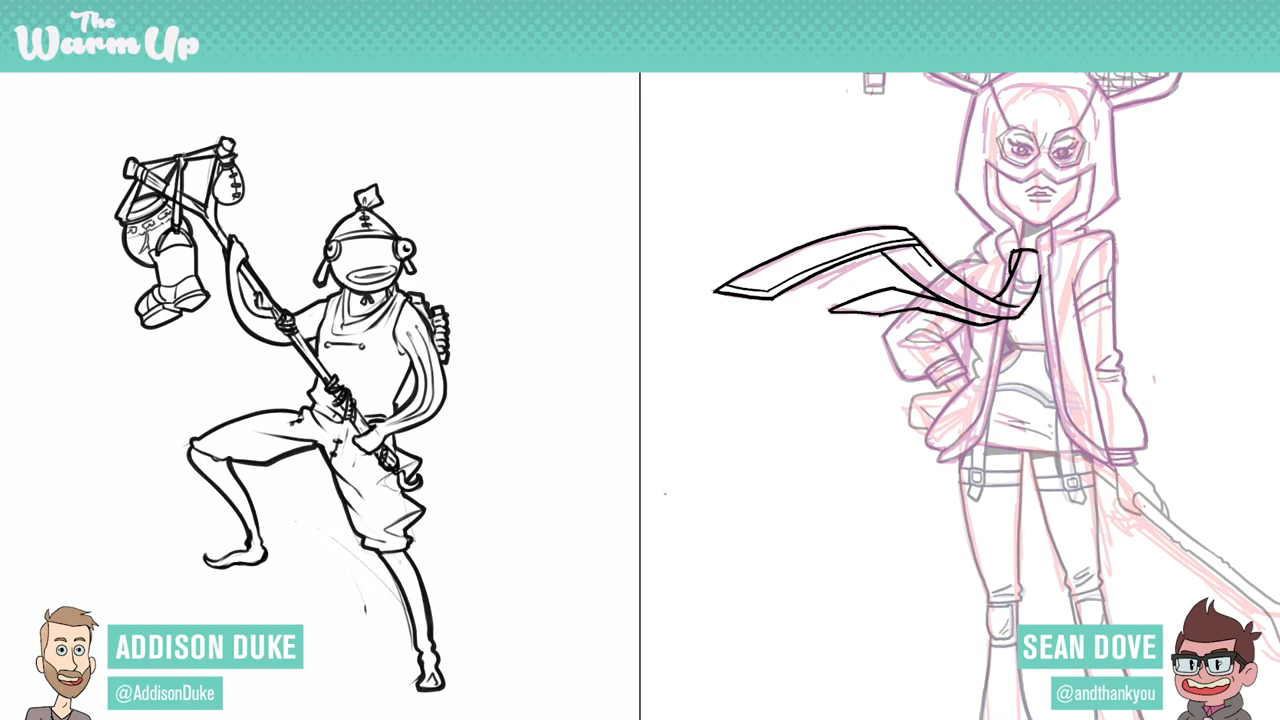 The
Warm Up
ADDISON DUKE
@AddisonDuke
SEAN DOVE
@andthankyou